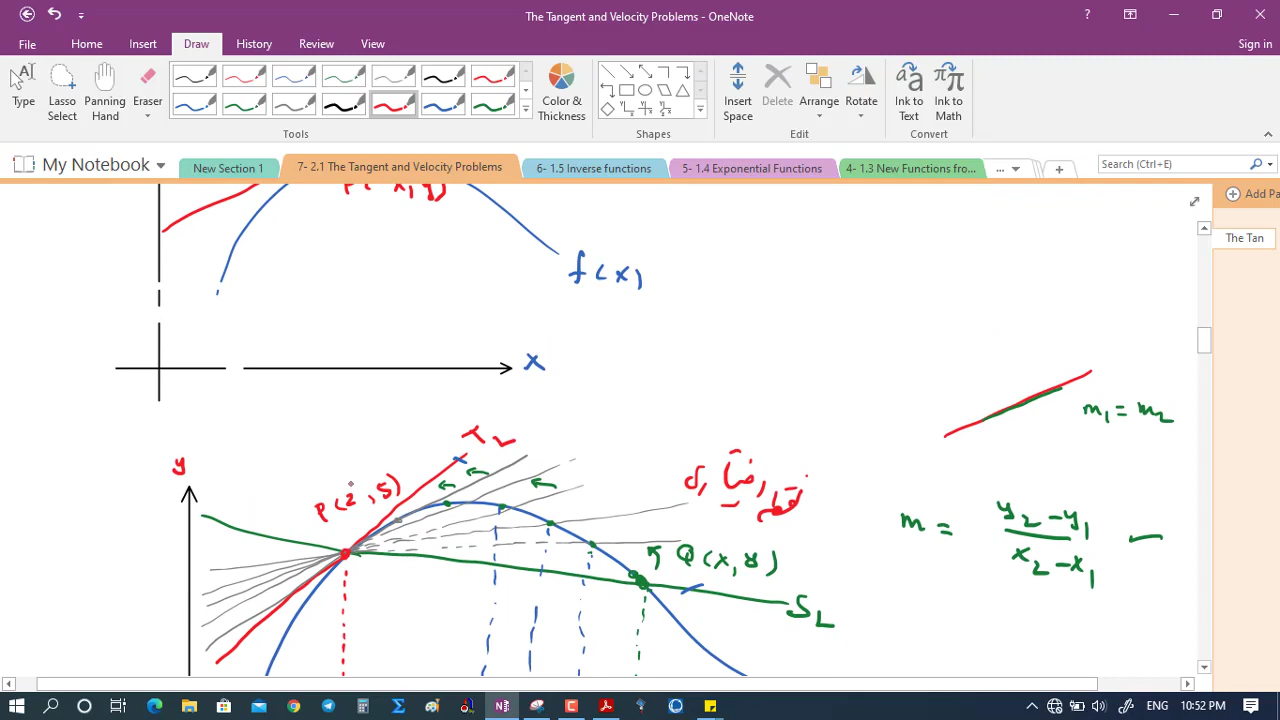 The Tangent and Velocity Problems - OneNote
File Home Insert Draw History Review View
Sign in
Type
Lasso Select
Panning Hand
Eraser
Color & Thickness
Insert Space
Delete
Arrange
Rotate
Ink to Text
Ink to Math
Tools
Shapes
Edit
Convert
My Notebook
New Section 1
7- 2.1 The Tangent and Velocity Problems
6- 1.5 Inverse functions
5- 1.4 Exponential Functions
4- 1.3 New Functions fro...
...
Search (Ctrl+E)
Add Pa
The Tan
P( x, y)
f(x)
x
m₁ = m₂
T L
y
P(2, 5)
Q(x, y)
m = y₂ - y₁ / x₂ - x₁
S L
ENG
10:52 PM